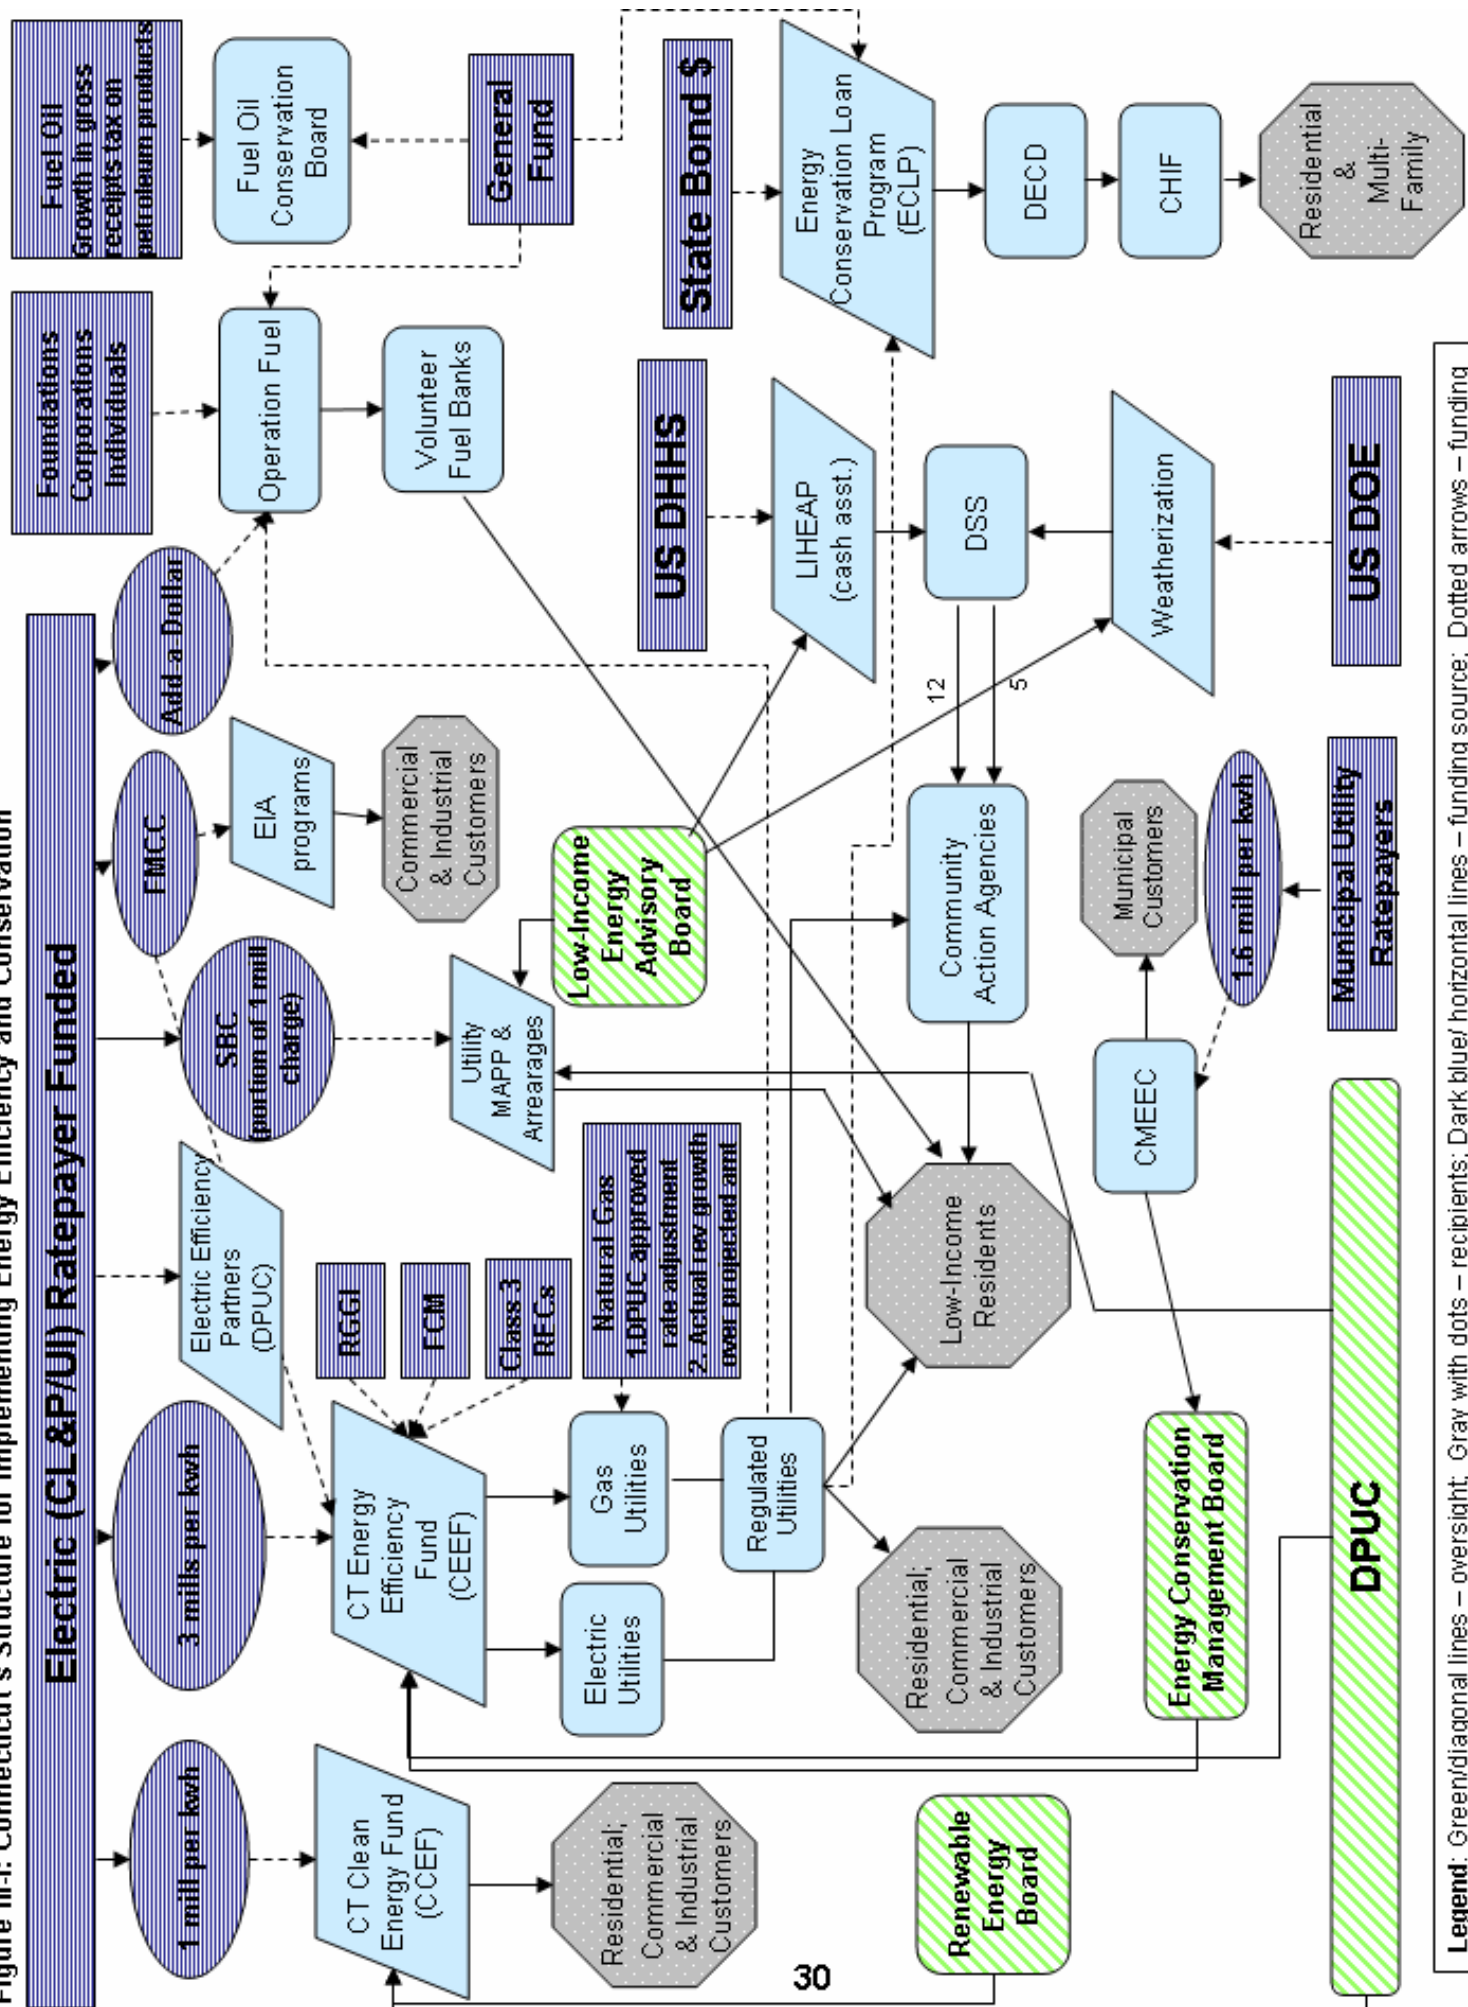 Figure III-1: Connecticut's Structure for Implementing Energy Efficiency and Conservation
Electric (CL&P/UI) Ratepayer Funded
1 mill per kwh
3 mills per kwh
Electric Efficiency
Partners
(DPUC)
SBC
(portion of 1 mill
charge)
FMCC
Add a Dollar
Foundations
Corporations
Individuals
Fuel Oil
Growth in gross
receipts tax on
petroleum products
CT Clean
Energy Fund
(CCEF)
CT Energy
Efficiency
Fund
(CEEF)
RGGI
FCM
Class 3
RECs
Utility
MAPP &
Arrearages
EIA
programs
Commercial
& Industrial
Customers
Operation Fuel
Volunteer
Fuel Banks
Fuel Oil
Conservation
Board
General
Fund
Residential;
Commercial
& Industrial
Customers
Electric
Utilities
Gas
Utilities
Natural Gas
1.DPUC approved
rate adjustment
2. Actual rev growth
over projected amt
Low-Income
Energy
Advisory
Board
US DHHS
State Bond $
Regulated
Utilities
LIHEAP
(cash asst.)
Energy
Conservation Loan
Program
(ECLP)
Residential;
Commercial
& Industrial
Customers
Low-Income
Residents
Community
Action Agencies
12
5
DSS
DECD
CHIF
Residential
&
Multi-
Family
Renewable
Energy
Board
Energy Conservation
Management Board
CMEEC
Municipal
Customers
1.6 mill per kwh
Municipal Utility
Ratepayers
Weatherization
US DOE
DPUC
Legend: Green/diagonal lines – oversight; Gray with dots – recipients; Dark blue/ horizontal lines – funding source; Dotted arrows – funding
30